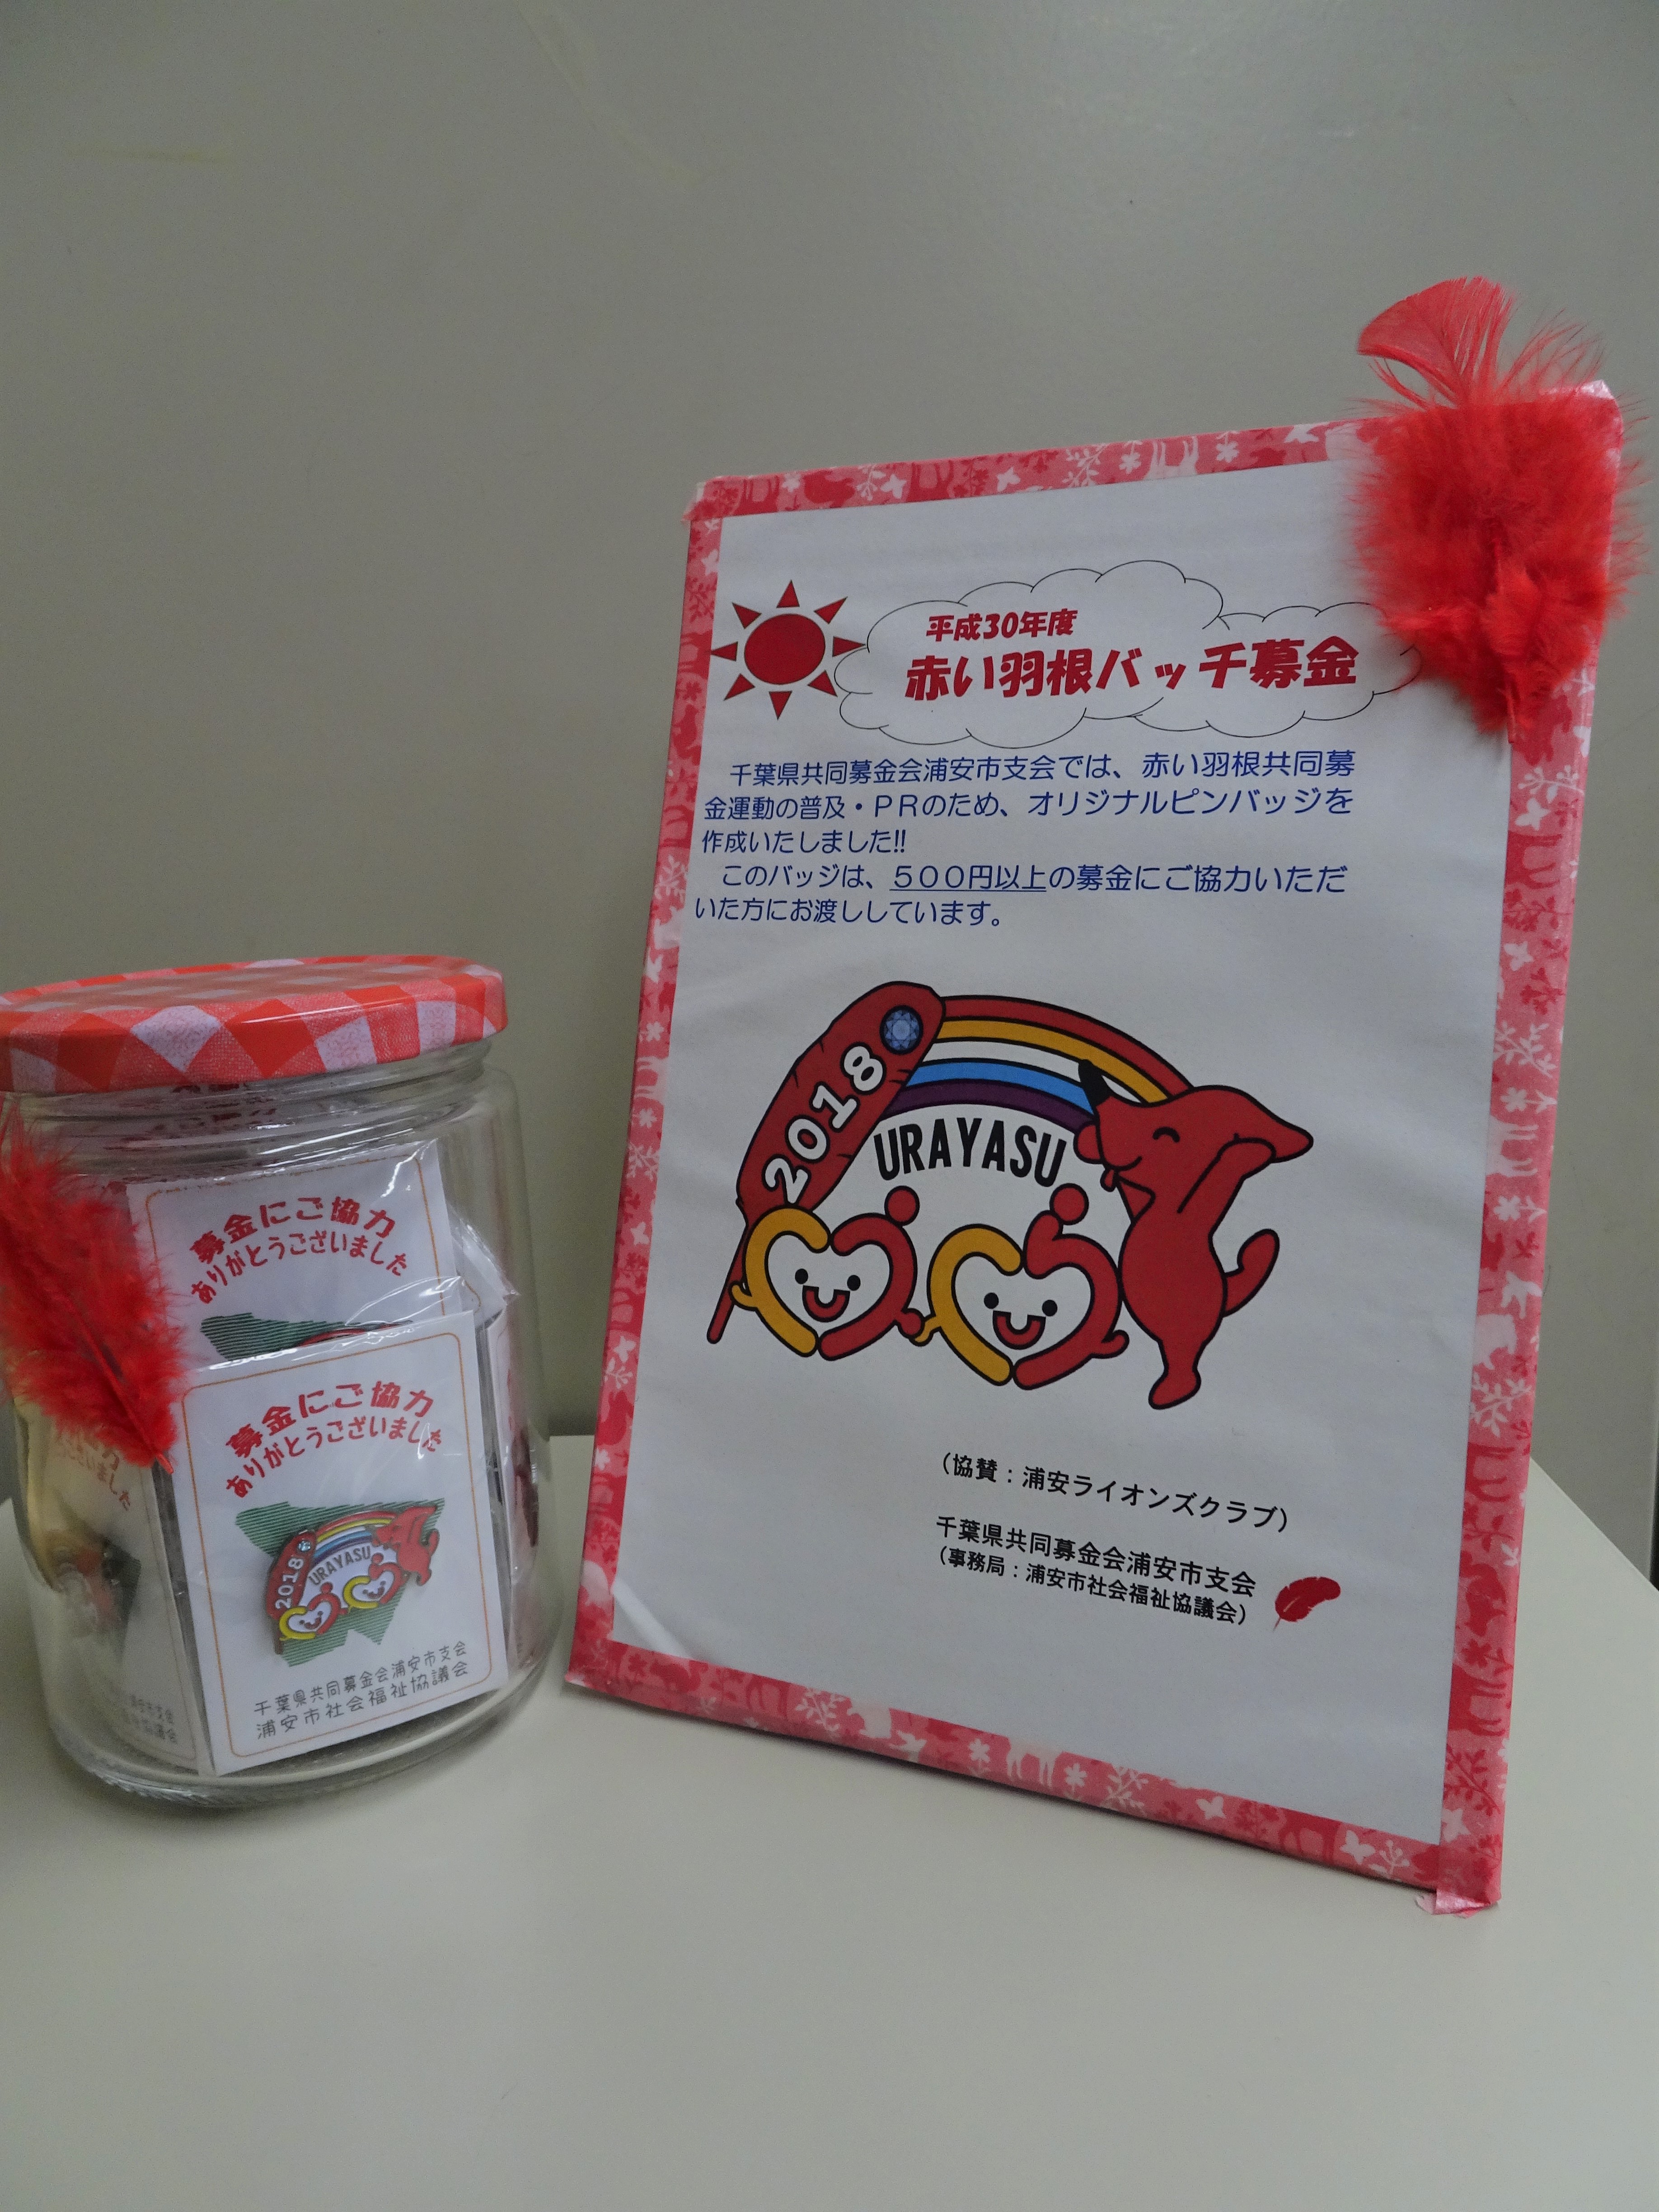 平成30年度
赤い羽根バッチ募金
千葉県共同募金会浦安市支会では、赤い羽根共同募
金運動の普及・PRのため、オリジナルピンバッジを
作成いたしました!!
このバッジは、500円以上の募金にご協力いただ
いた方にお渡ししています。
2018
URAYASU
(協賛:浦安ライオンズクラブ)
千葉県共同募金会浦安市支会
(事務局:浦安市社会福祉協議会)
募金にご協力
ありがとうございました
募金にご協力
ありがとうございました
2018
URAYASU
千葉県共同募金会浦安市支会
浦安市社会福祉協議会